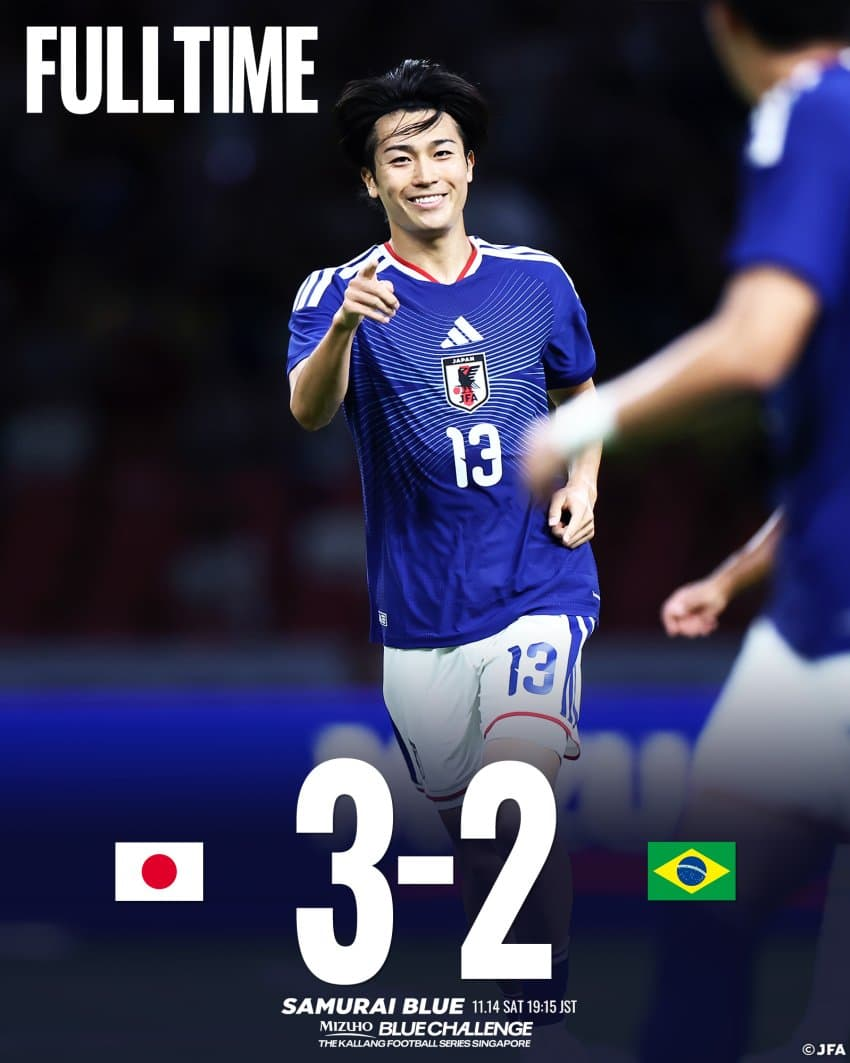 FULLTIME
JAPAN
JFA
13
13
3-2
SAMURAI BLUE 11.14 SAT 19:15 JST
MIZUHO BLUE CHALLENGE
THE KALLANG FOOTBALL SERIES SINGAPORE
©JFA